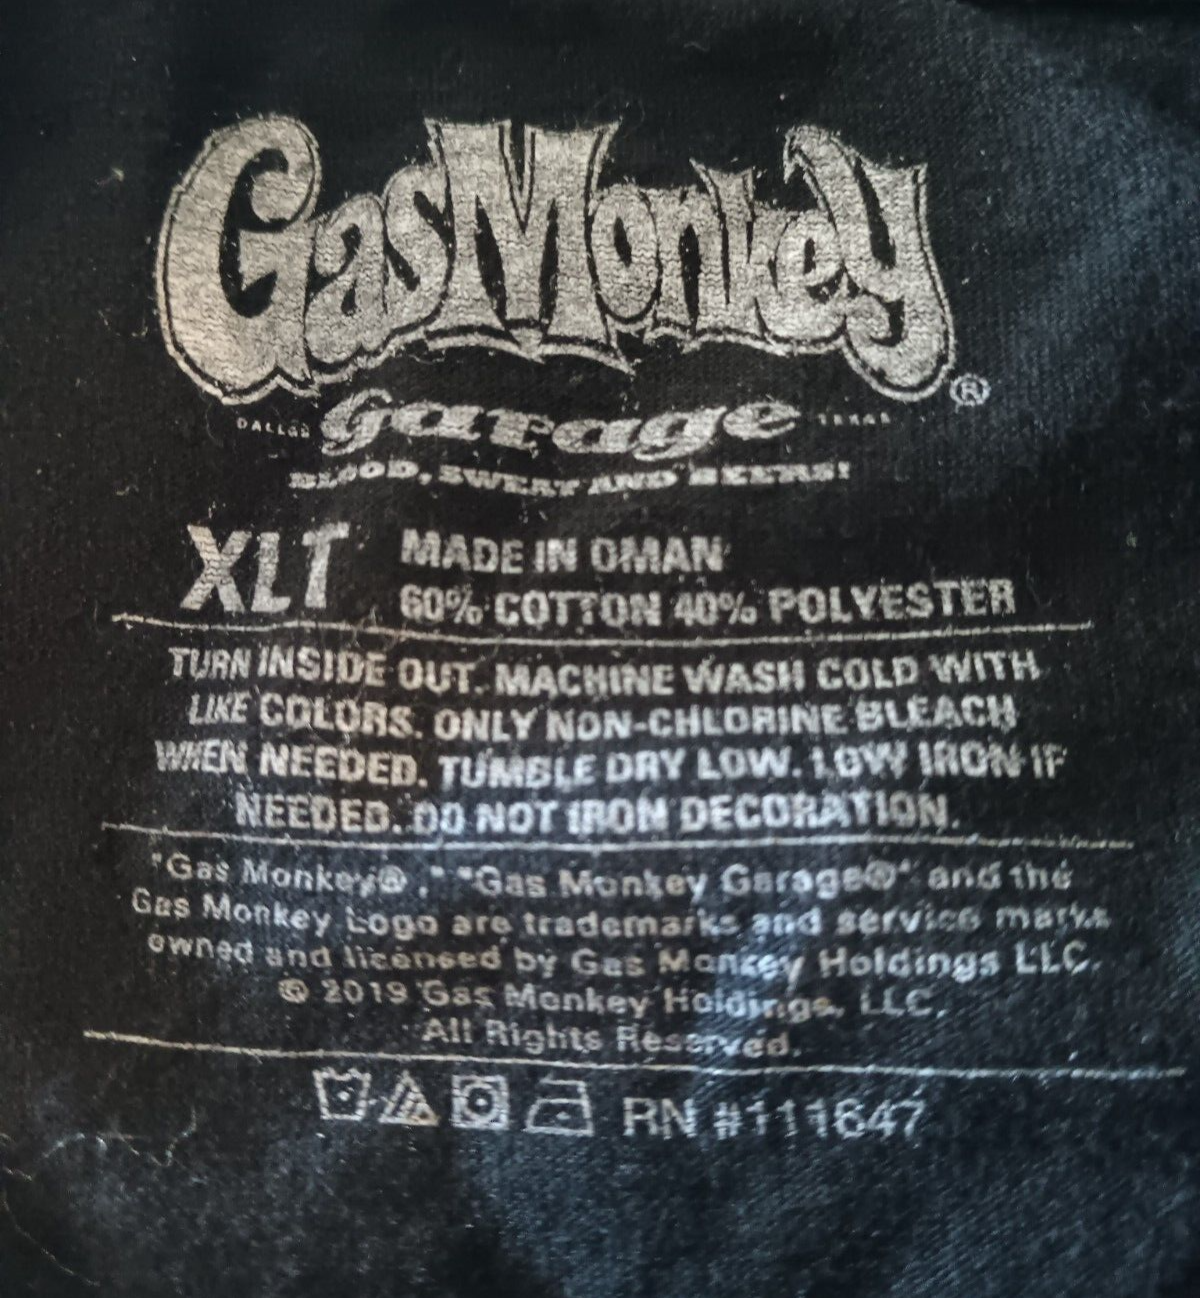 GasMonkey ®
DALLAS garage TEXAS
BLOOD, SWEAT AND BEERS!
XLT MADE IN OMAN
60% COTTON 40% POLYESTER
TURN INSIDE OUT. MACHINE WASH COLD WITH
LIKE COLORS. ONLY NON-CHLORINE BLEACH
WHEN NEEDED. TUMBLE DRY LOW. LOW IRON IF
NEEDED. DO NOT IRON DECORATION.
"Gas Monkey® ," "Gas Monkey Garage®" and the
Gas Monkey Logo are trademarks and service marks
owned and licensed by Gas Monkey Holdings LLC.
© 2019 Gas Monkey Holdings, LLC.
All Rights Reserved.
RN #111647